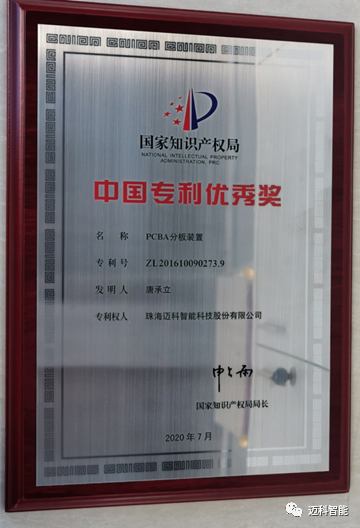 国家知识产权局
NATIONAL INTELLECTUAL PROPERTY
ADMINISTRATION, PRC
中国专利优秀奖
名 称 PCBA分板装置
专 利 号 ZL201610090273.9
发 明 人 唐承立
专利权人 珠海迈科智能科技股份有限公司
国家知识产权局局长
2020年7月
迈科智能